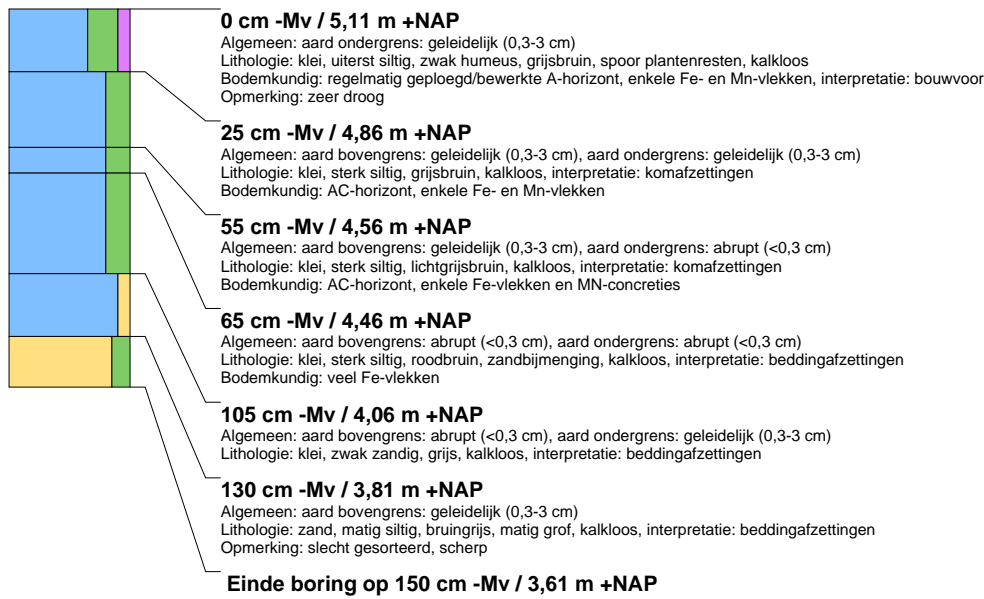 0 cm -Mv / 5,11 m +NAP
Algemeen: aard ondergrens: geleidelijk (0,3-3 cm)
Lithologie: klei, uiterst siltig, zwak humeus, grijsbruin, spoor plantenresten, kalkloos
Bodemkundig: regelmatig geploegd/bewerkte A-horizont, enkele Fe- en Mn-vlekken, interpretatie: bouwvoor
Opmerking: zeer droog
25 cm -Mv / 4,86 m +NAP
Algemeen: aard bovengrens: geleidelijk (0,3-3 cm), aard ondergrens: geleidelijk (0,3-3 cm)
Lithologie: klei, sterk siltig, grijsbruin, kalkloos, interpretatie: komafzettingen
Bodemkundig: AC-horizont, enkele Fe- en Mn-vlekken
55 cm -Mv / 4,56 m +NAP
Algemeen: aard bovengrens: geleidelijk (0,3-3 cm), aard ondergrens: abrupt (<0,3 cm)
Lithologie: klei, sterk siltig, lichtgrijsbruin, kalkloos, interpretatie: komafzettingen
Bodemkundig: AC-horizont, enkele Fe-vlekken en MN-concreties
65 cm -Mv / 4,46 m +NAP
Algemeen: aard bovengrens: abrupt (<0,3 cm), aard ondergrens: abrupt (<0,3 cm)
Lithologie: klei, sterk siltig, roodbruin, zandbijmenging, kalkloos, interpretatie: beddingafzettingen
Bodemkundig: veel Fe-vlekken
105 cm -Mv / 4,06 m +NAP
Algemeen: aard bovengrens: abrupt (<0,3 cm), aard ondergrens: geleidelijk (0,3-3 cm)
Lithologie: klei, zwak zandig, grijs, kalkloos, interpretatie: beddingafzettingen
130 cm -Mv / 3,81 m +NAP
Algemeen: aard bovengrens: geleidelijk (0,3-3 cm)
Lithologie: zand, matig siltig, bruingrijs, matig grof, kalkloos, interpretatie: beddingafzettingen
Opmerking: slecht gesorteerd, scherp
Einde boring op 150 cm -Mv / 3,61 m +NAP